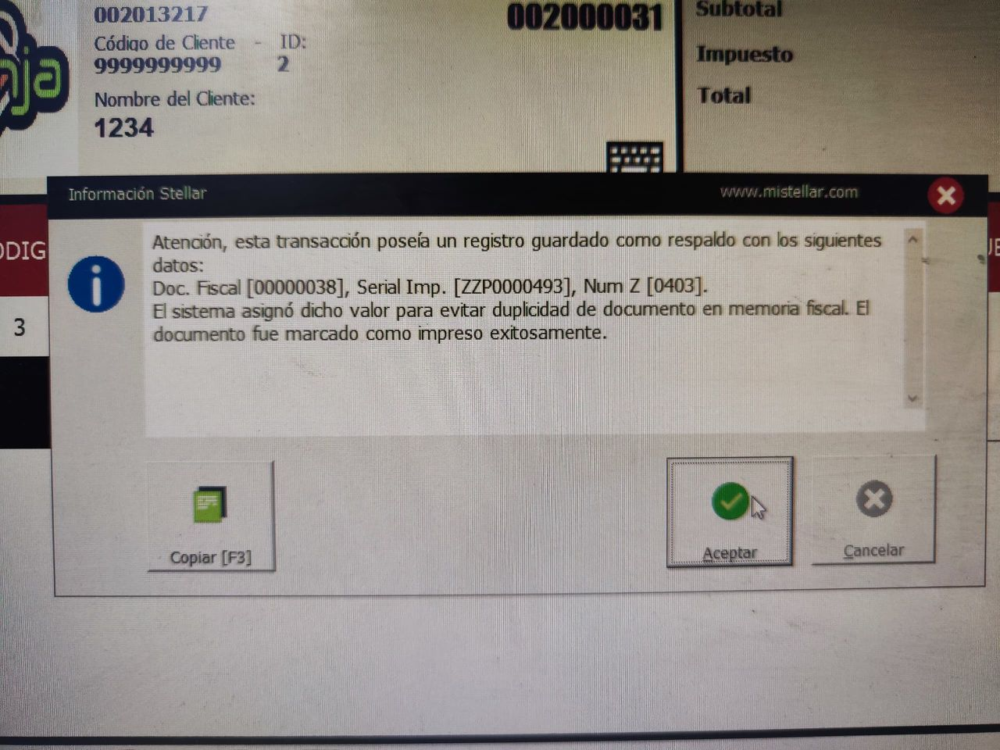 002013217
002000031
Subtotal
Código de Cliente - ID:
9999999999 2
Impuesto
Nombre del Cliente:
Total
1234
Información Stellar
www.mistellar.com
Atención, esta transacción poseía un registro guardado como respaldo con los siguientes
datos:
Doc. Fiscal [00000038], Serial Imp. [ZZP0000493], Num Z [0403].
El sistema asignó dicho valor para evitar duplicidad de documento en memoria fiscal. El
documento fue marcado como impreso exitosamente.
3
Copiar [F3]
Aceptar
Cancelar